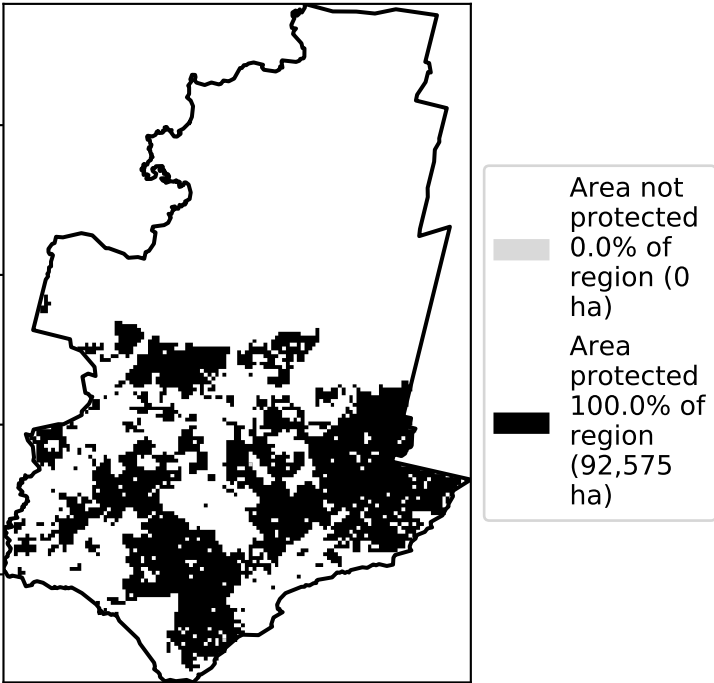 Area not
protected
0.0% of
region (0
ha)
Area
protected
100.0% of
region
(92,575
ha)